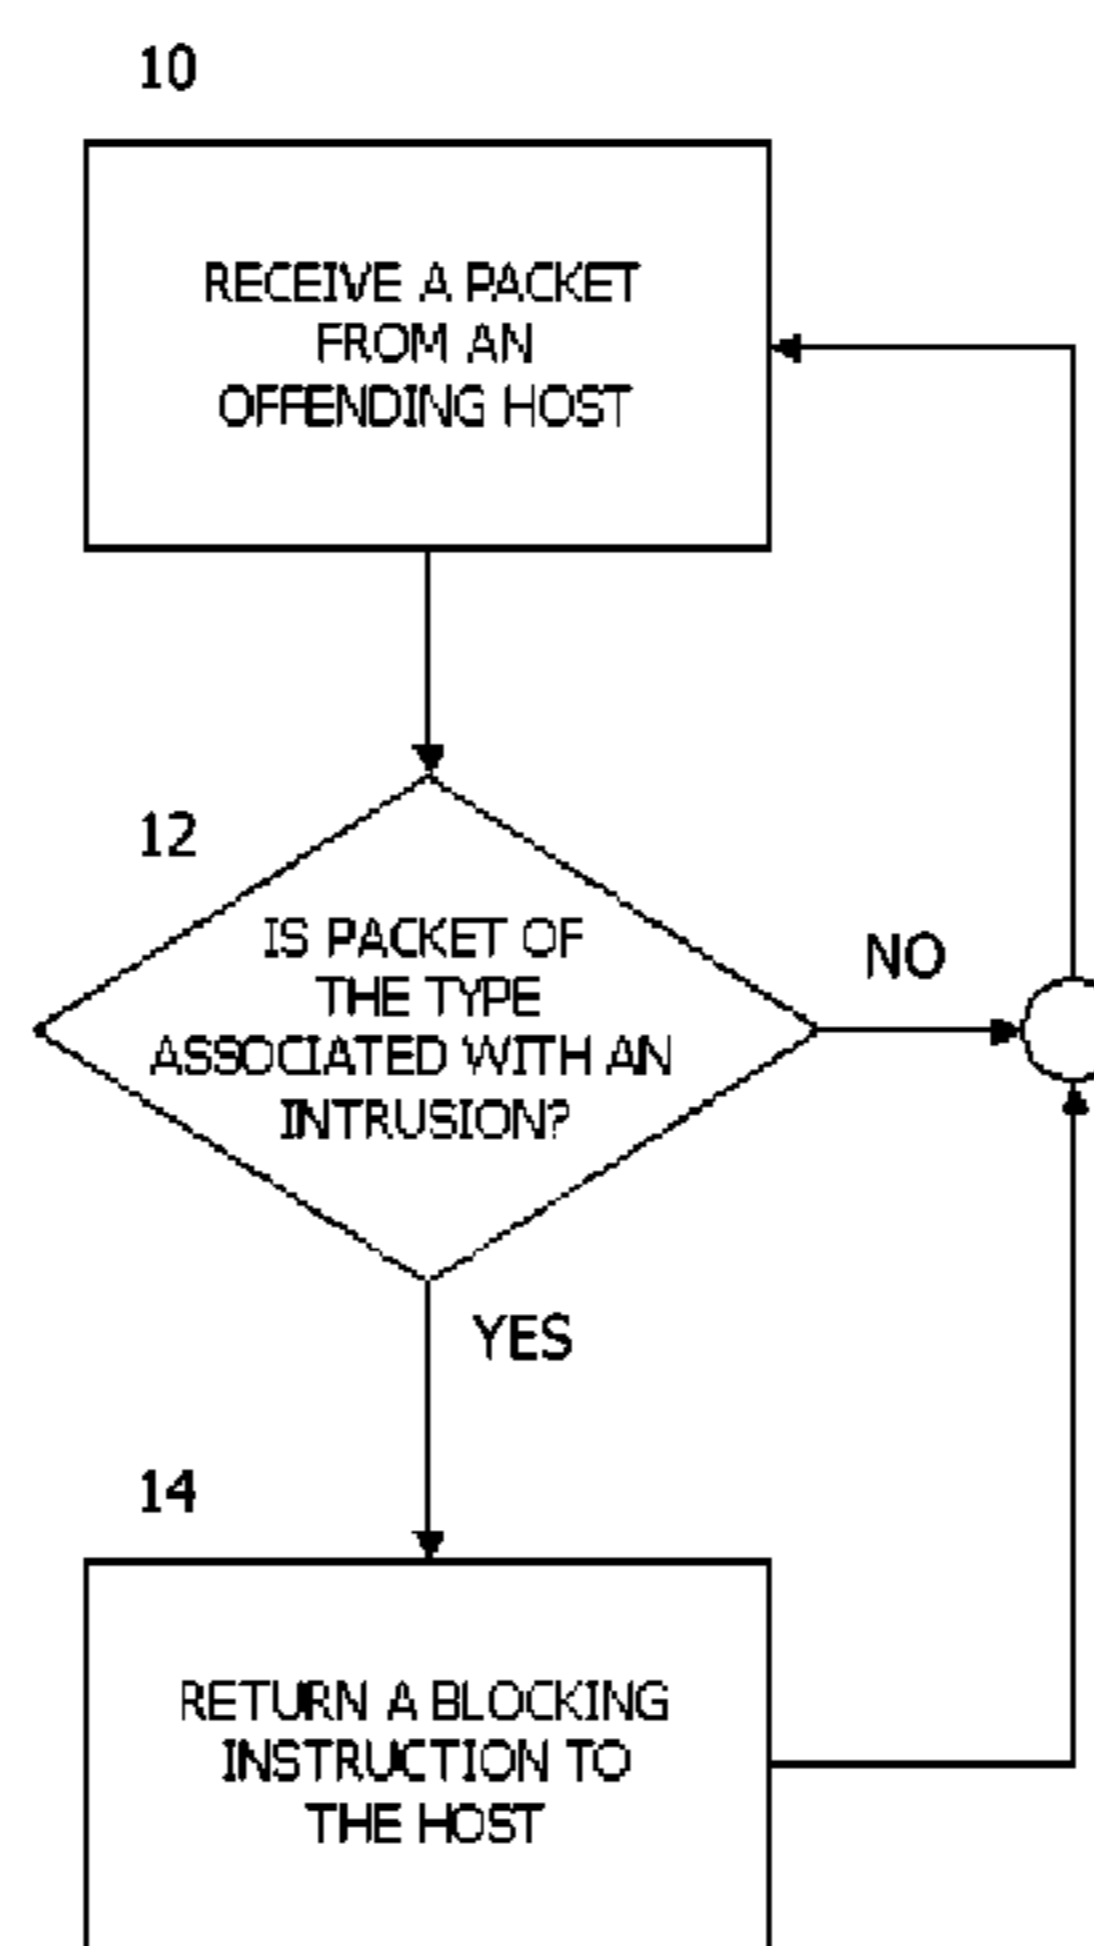 10
RECEIVE A PACKET
FROM AN
OFFENDING HOST
12
IS PACKET OF
THE TYPE
ASSOCIATED WITH AN
INTRUSION?
NO
YES
14
RETURN A BLOCKING
INSTRUCTION TO
THE HOST